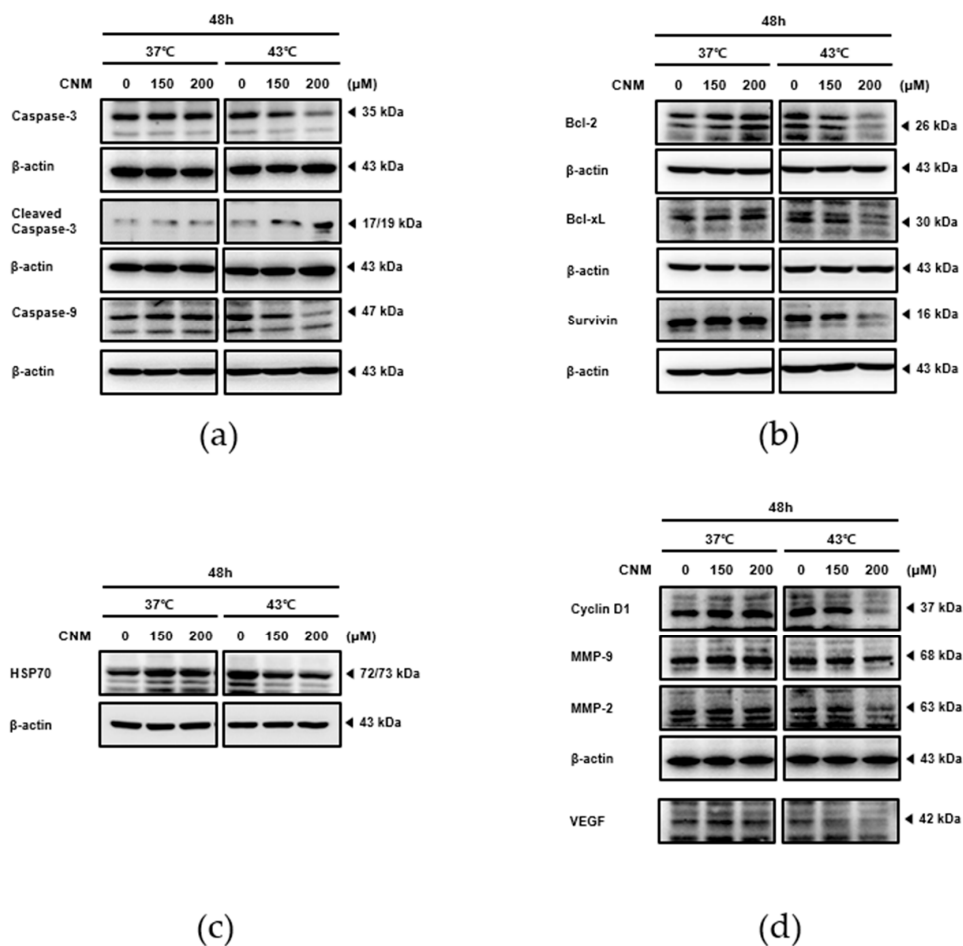 48h
37℃ 43℃
CNM 0 150 200 0 150 200 (μM)
Caspase-3 ◄ 35 kDa
β-actin ◄ 43 kDa
Cleaved
Caspase-3 ◄ 17/19 kDa
β-actin ◄ 43 kDa
Caspase-9 ◄ 47 kDa
β-actin ◄ 43 kDa
(a)
48h
37℃ 43℃
CNM 0 150 200 0 150 200 (μM)
Bcl-2 ◄ 26 kDa
β-actin ◄ 43 kDa
Bcl-xL ◄ 30 kDa
β-actin ◄ 43 kDa
Survivin ◄ 16 kDa
β-actin ◄ 43 kDa
(b)
48h
37℃ 43℃
CNM 0 150 200 0 150 200 (μM)
HSP70 ◄ 72/73 kDa
β-actin ◄ 43 kDa
(c)
48h
37℃ 43℃
CNM 0 150 200 0 150 200 (μM)
Cyclin D1 ◄ 37 kDa
MMP-9 ◄ 68 kDa
MMP-2 ◄ 63 kDa
β-actin ◄ 43 kDa
VEGF ◄ 42 kDa
(d)